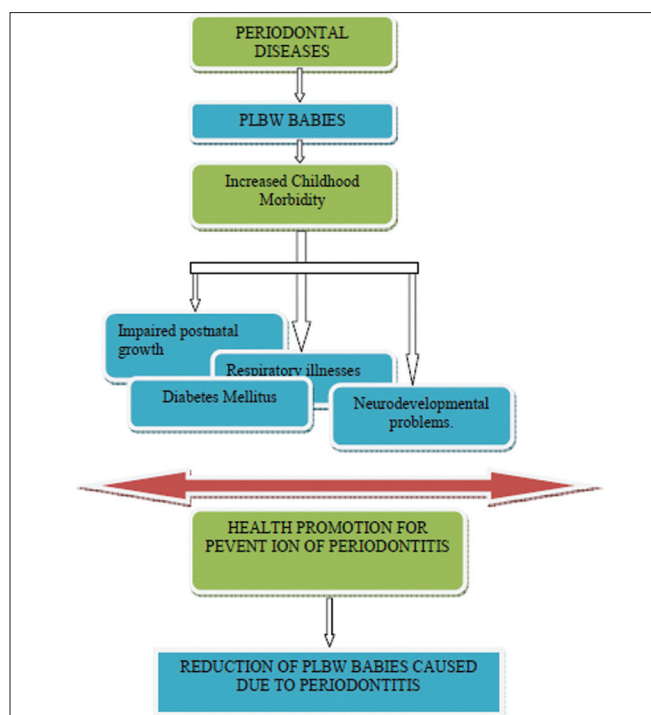 PERIODONTAL
DISEASES
PLBW BABIES
Increased Childhood
Morbidity
Impaired postnatal
growth
Respiratory illnesses
Diabetes Mellitus
Neurodevelopmental
problems.
HEALTH PROMOTION FOR
PEVENT ION OF PERIODONTITIS
REDUCTION OF PLBW BABIES CAUSED
DUE TO PERIODONTITIS